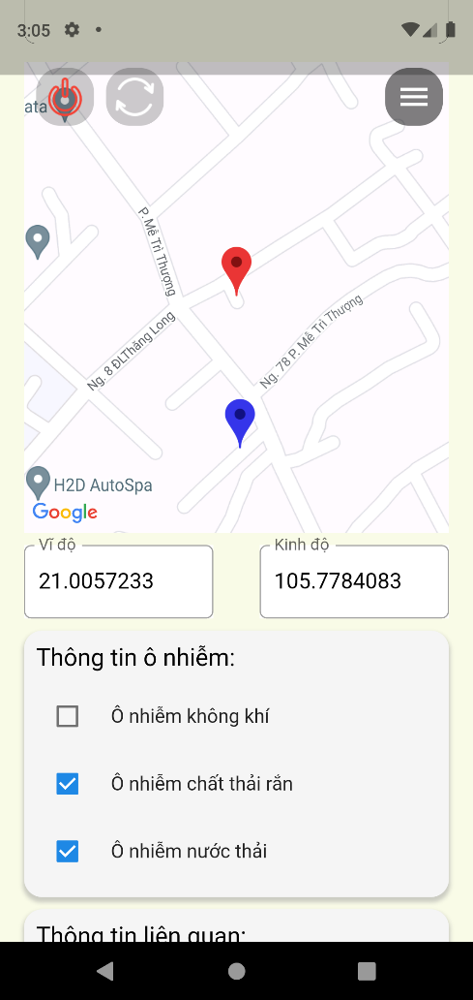 3:05
ata
P. Mễ Trì Thượng
Ng. 8 ĐLThăng Long
Ng. 78 P. Mễ Trì Thượng
H2D AutoSpa
Google
Vĩ độ
Kinh độ
21.0057233
105.7784083
Thông tin ô nhiễm:
Ô nhiễm không khí
Ô nhiễm chất thải rắn
Ô nhiễm nước thải
Thông tin liên quan: